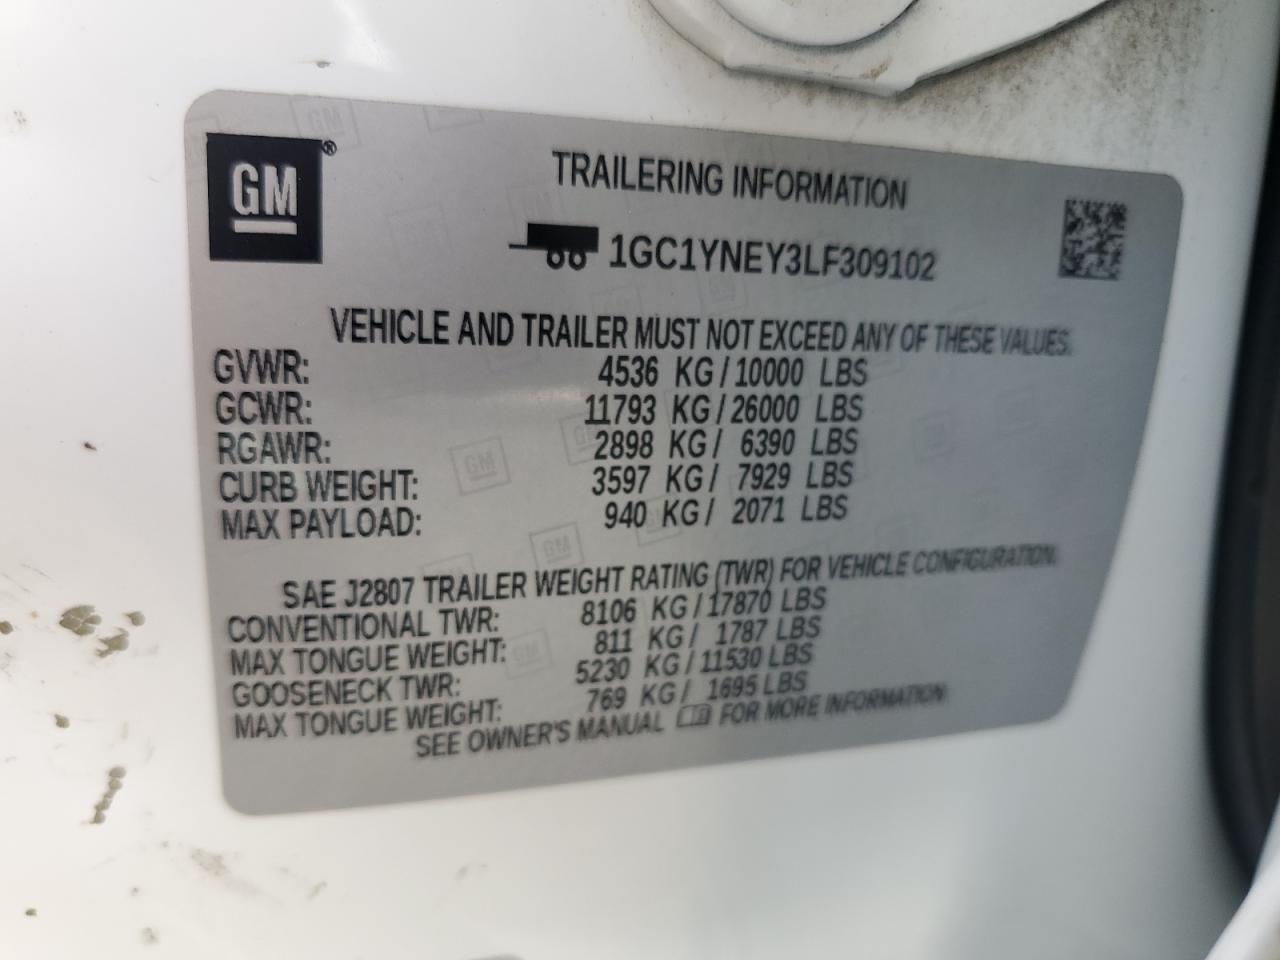 GM ®
TRAILERING INFORMATION
1GC1YNEY3LF309102
VEHICLE AND TRAILER MUST NOT EXCEED ANY OF THESE VALUES.
GVWR: 4536 KG / 10000 LBS
GCWR: 11793 KG / 26000 LBS
RGAWR: 2898 KG / 6390 LBS
CURB WEIGHT: 3597 KG / 7929 LBS
MAX PAYLOAD: 940 KG / 2071 LBS
SAE J2807 TRAILER WEIGHT RATING (TWR) FOR VEHICLE CONFIGURATION.
CONVENTIONAL TWR: 8106 KG / 17870 LBS
MAX TONGUE WEIGHT: 811 KG / 1787 LBS
GOOSENECK TWR: 5230 KG / 11530 LBS
MAX TONGUE WEIGHT: 769 KG / 1695 LBS
SEE OWNER'S MANUAL FOR MORE INFORMATION